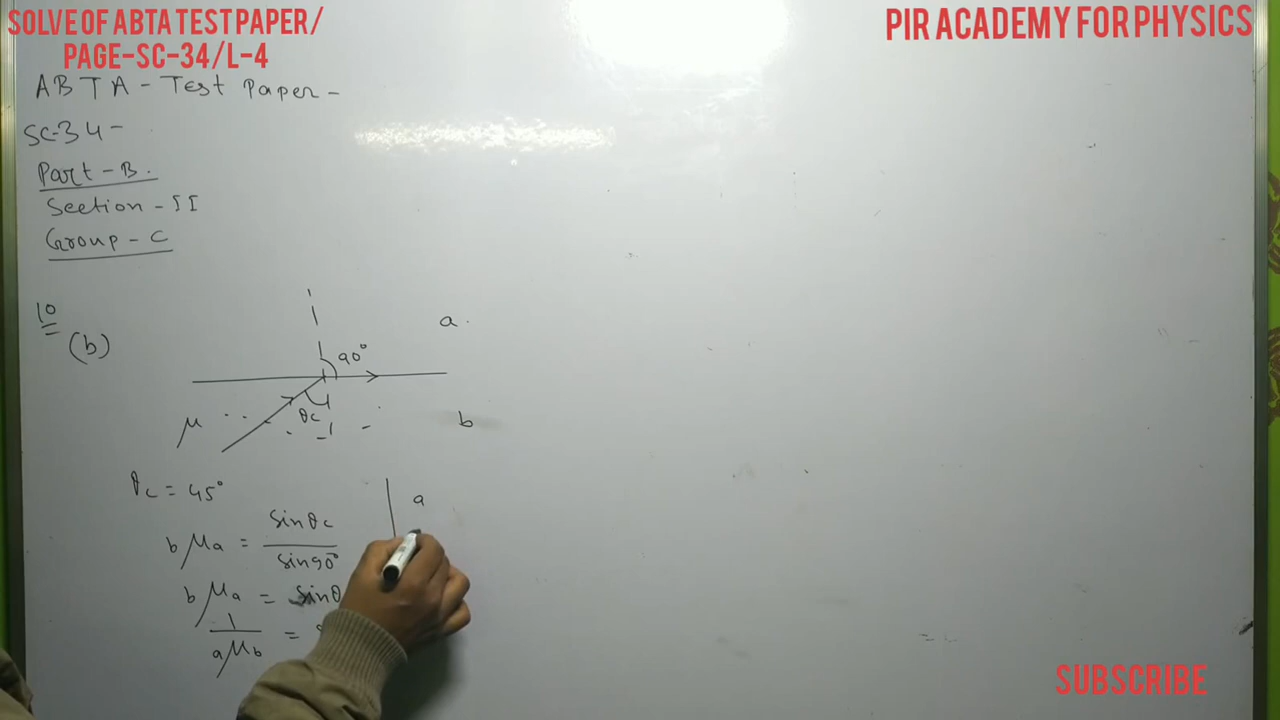 SOLVE OF ABTA TEST PAPER/
PAGE-SC-34/L-4
PIR ACADEMY FOR PHYSICS
ABTA - Test Paper -
SC-34 -
Part - B.
Section - II
Group - C
10
(b)
a.
90°
θc
μ
b
θc = 45°
bμa = sinθc / sin90°
a
bμa = sinθ
1 / aμb =
SUBSCRIBE